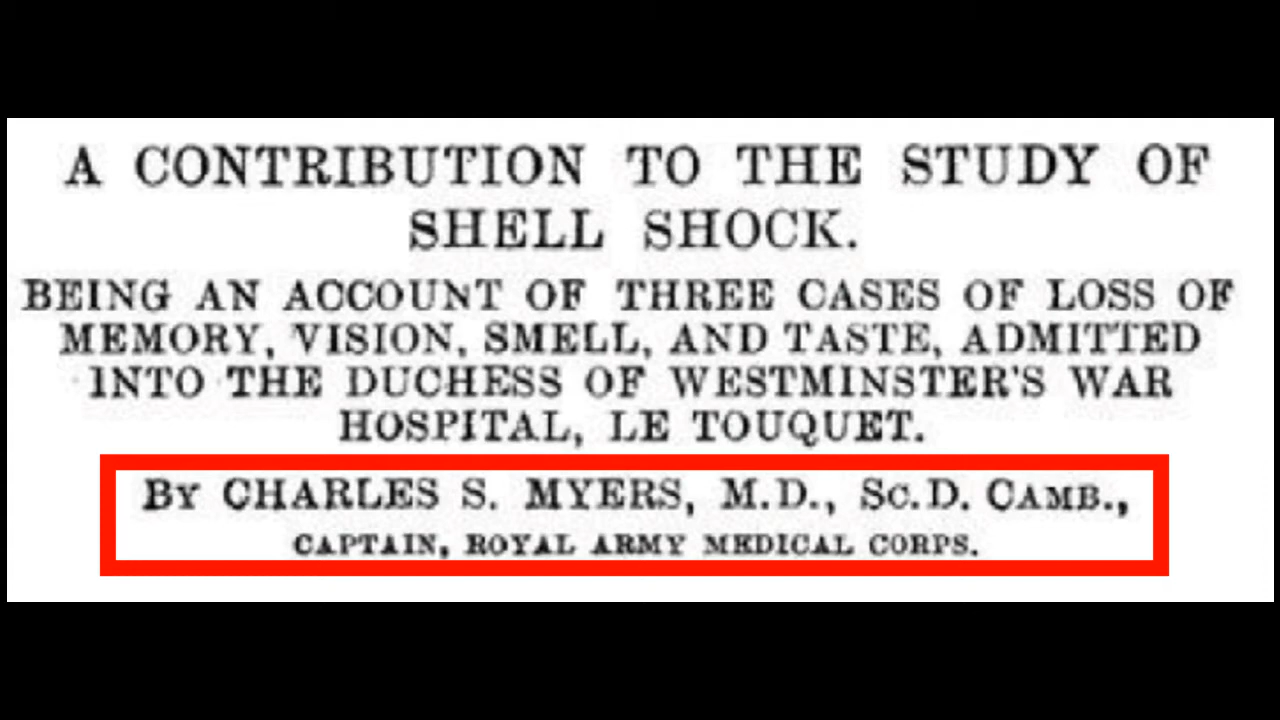 A CONTRIBUTION TO THE STUDY OF
SHELL SHOCK.
BEING AN ACCOUNT OF THREE CASES OF LOSS OF
MEMORY, VISION, SMELL, AND TASTE, ADMITTED
INTO THE DUCHESS OF WESTMINSTER'S WAR
HOSPITAL, LE TOUQUET.
BY CHARLES S. MYERS, M.D., SC.D. CAMB.,
CAPTAIN, ROYAL ARMY MEDICAL CORPS.